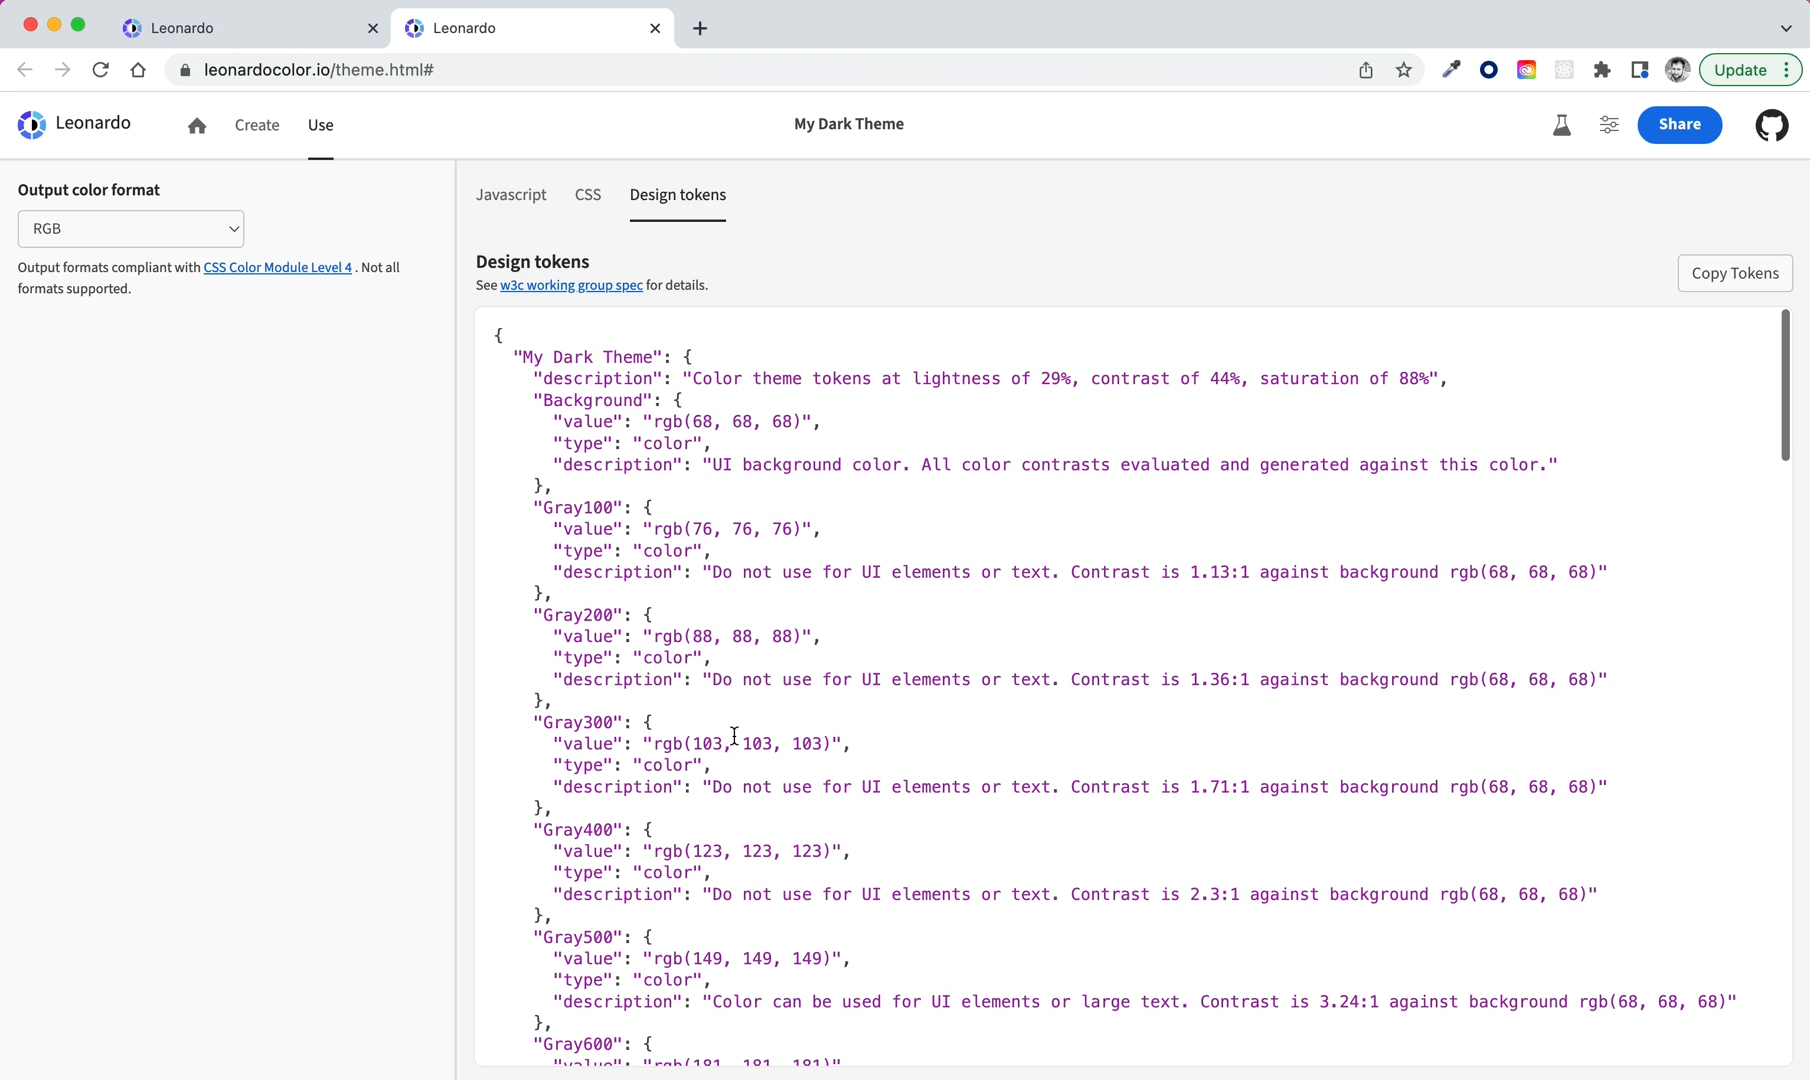 Leonardo
Leonardo
leonardocolor.io/theme.html#
Update
Leonardo
Create
Use
My Dark Theme
Share
Output color format
RGB
Output formats compliant with CSS Color Module Level 4 . Not all
formats supported.
Javascript
CSS
Design tokens
Design tokens
See w3c working group spec for details.
Copy Tokens
{
"My Dark Theme": {
"description": "Color theme tokens at lightness of 29%, contrast of 44%, saturation of 88%",
"Background": {
"value": "rgb(68, 68, 68)",
"type": "color",
"description": "UI background color. All color contrasts evaluated and generated against this color."
},
"Gray100": {
"value": "rgb(76, 76, 76)",
"type": "color",
"description": "Do not use for UI elements or text. Contrast is 1.13:1 against background rgb(68, 68, 68)"
},
"Gray200": {
"value": "rgb(88, 88, 88)",
"type": "color",
"description": "Do not use for UI elements or text. Contrast is 1.36:1 against background rgb(68, 68, 68)"
},
"Gray300": {
"value": "rgb(103, 103, 103)",
"type": "color",
"description": "Do not use for UI elements or text. Contrast is 1.71:1 against background rgb(68, 68, 68)"
},
"Gray400": {
"value": "rgb(123, 123, 123)",
"type": "color",
"description": "Do not use for UI elements or text. Contrast is 2.3:1 against background rgb(68, 68, 68)"
},
"Gray500": {
"value": "rgb(149, 149, 149)",
"type": "color",
"description": "Color can be used for UI elements or large text. Contrast is 3.24:1 against background rgb(68, 68, 68)"
},
"Gray600": {
"value": "rgb(181, 181, 181)"